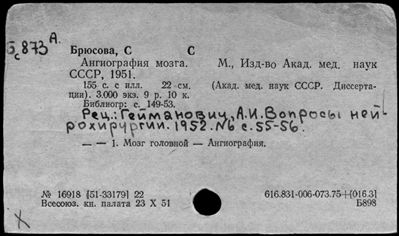 Б 873 А.
с
Брюсова, С С
Ангиография мозга. М., Изд-во Акад. мед. наук
СССР, 1951.
155 с. с илл. 22 см. (Акад. мед. наук СССР. Диссерта-
ции). 3.000 экз. 9 р. 10 к.
Библиогр: с. 149-53.
Рец.: Гейманович, А.И. Вопросы ней-
рохирургии. 1952. №6 с. 55-56.
— — 1. Мозг головной — Ангиография.
№ 16918 [51-33179] 22 616.831-006-073.75+(016.3)
Всесоюз. кн. палата 23 X 51 Б898